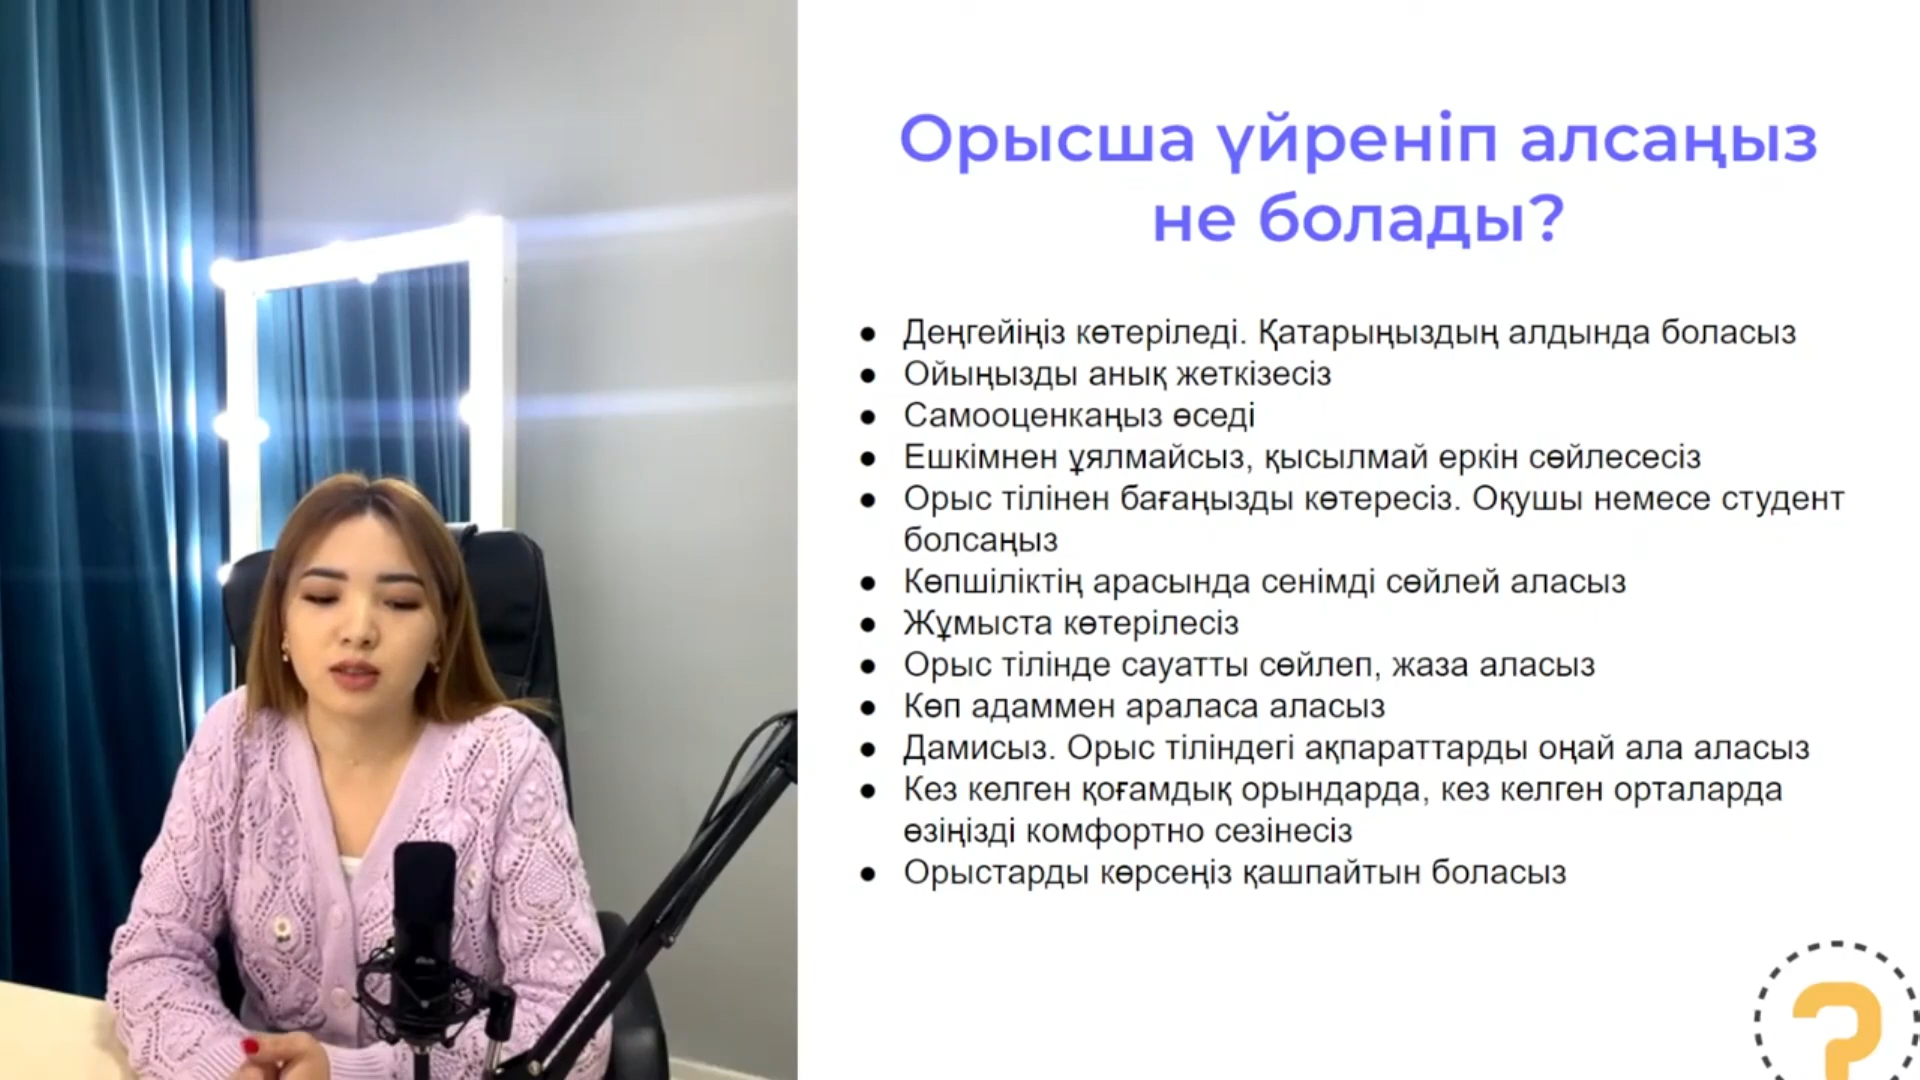 Орысша үйреніп алсаңыз
не болады?
● Деңгейіңіз көтеріледі. Қатарыңыздың алдында боласыз
● Ойыңызды анық жеткізесіз
● Самооценкаңыз өседі
● Ешкімнен ұялмайсыз, қысылмай еркін сөйлесесіз
● Орыс тілінен бағаңызды көтересіз. Оқушы немесе студент
болсаңыз
● Көпшіліктің арасында сенімді сөйлей аласыз
● Жұмыста көтерілесіз
● Орыс тілінде сауатты сөйлеп, жаза аласыз
● Көп адаммен араласа аласыз
● Дамисыз. Орыс тіліндегі ақпараттарды оңай ала аласыз
● Кез келген қоғамдық орындарда, кез келген орталарда
өзіңізді комфортно сезінесіз
● Орыстарды көрсеңіз қашпайтын боласыз
?